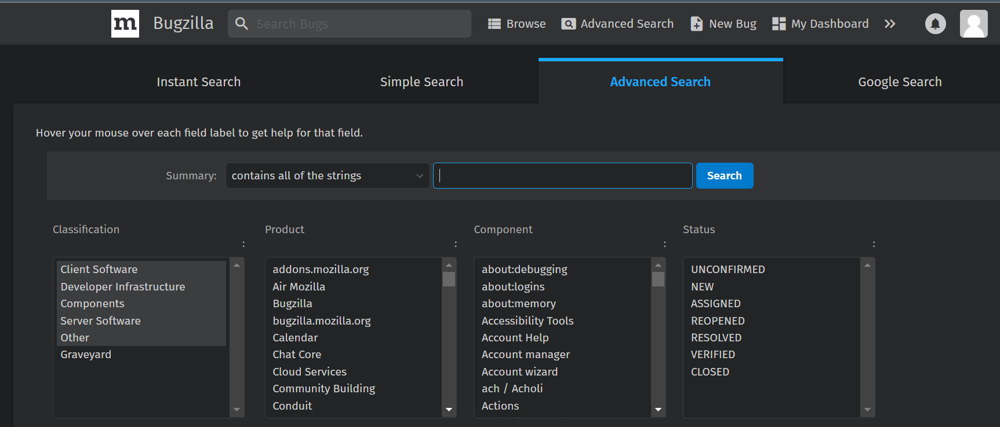 m Bugzilla Search Bugs Browse Advanced Search New Bug My Dashboard
Instant Search Simple Search Advanced Search Google Search
Hover your mouse over each field label to get help for that field.
Summary: contains all of the strings Search
Classification
:
Client Software
Developer Infrastructure
Components
Server Software
Other
Graveyard
Product
:
addons.mozilla.org
Air Mozilla
Bugzilla
bugzilla.mozilla.org
Calendar
Chat Core
Cloud Services
Community Building
Conduit
Component
:
about:debugging
about:logins
about:memory
Accessibility Tools
Account Help
Account manager
Account wizard
ach / Acholi
Actions
Status
:
UNCONFIRMED
NEW
ASSIGNED
REOPENED
RESOLVED
VERIFIED
CLOSED